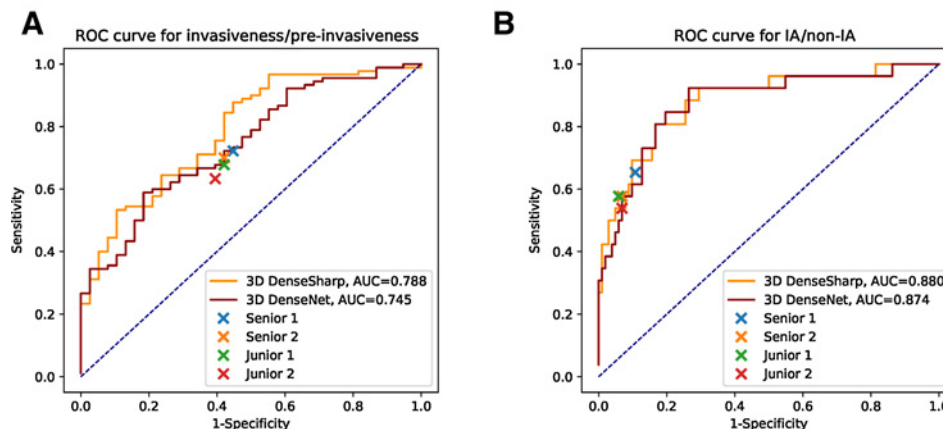 A
ROC curve for invasiveness/pre-invasiveness
1.0
0.8
0.6
0.4
0.2
0.0
Sensitivity
3D DenseSharp, AUC=0.788
3D DenseNet, AUC=0.745
Senior 1
Senior 2
Junior 1
Junior 2
0.0 0.2 0.4 0.6 0.8 1.0
1-Specificity
B
ROC curve for IA/non-IA
1.0
0.8
0.6
0.4
0.2
0.0
Sensitivity
3D DenseSharp, AUC=0.880
3D DenseNet, AUC=0.874
Senior 1
Senior 2
Junior 1
Junior 2
0.0 0.2 0.4 0.6 0.8 1.0
1-Specificity